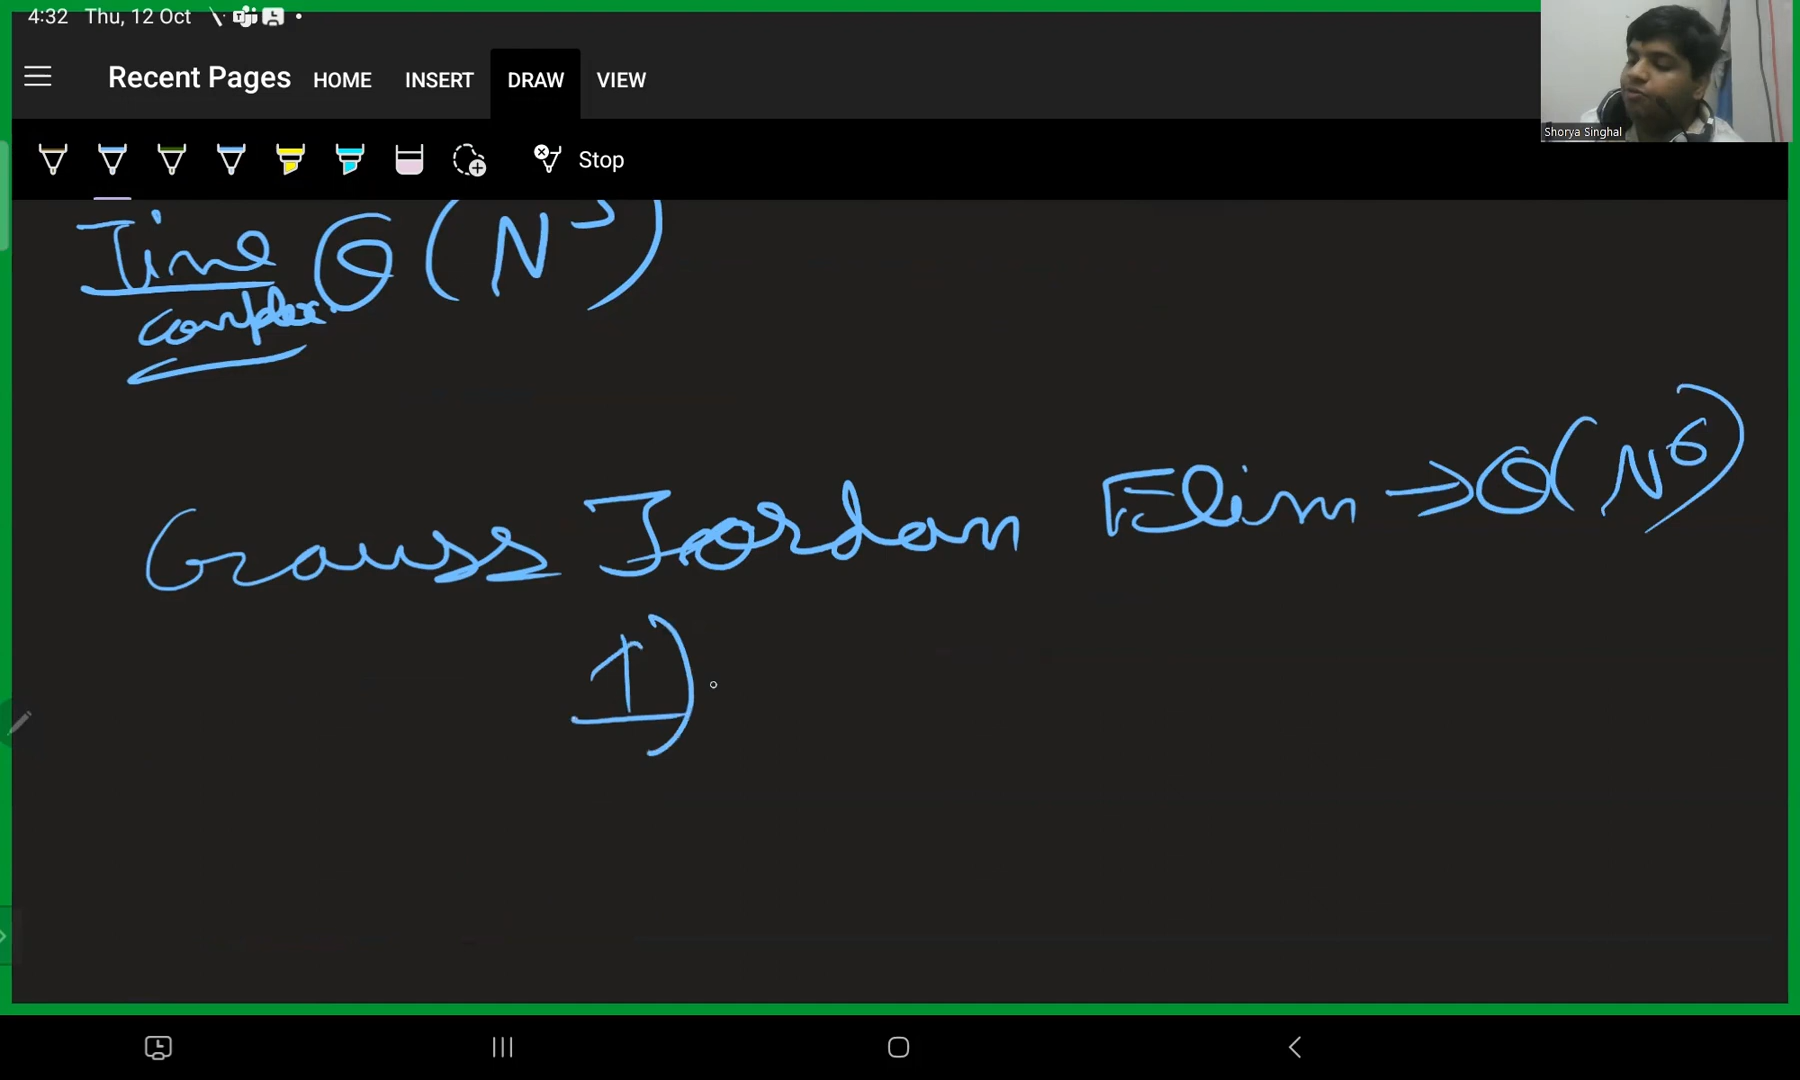 4:32 Thu, 12 Oct
Recent Pages HOME INSERT DRAW VIEW
Shorya Singhal
Stop
Time Θ(N³)
complex
Gauss Jordan Elim → Θ(N⁶)
1)